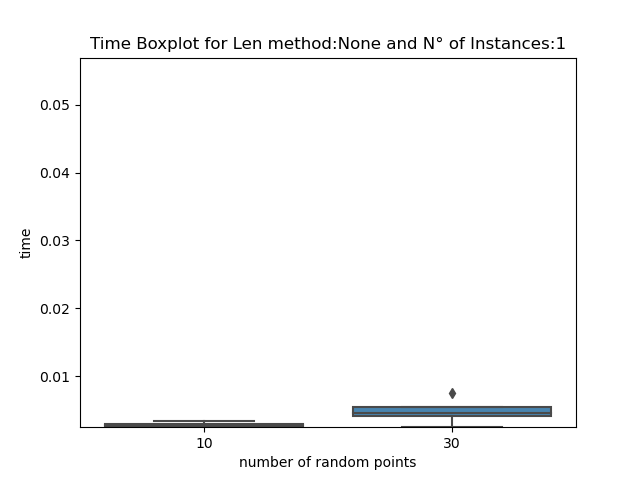 Time Boxplot for Len method:None and N° of Instances:1
0.05
0.04
0.03
0.02
0.01
time
10 30
number of random points